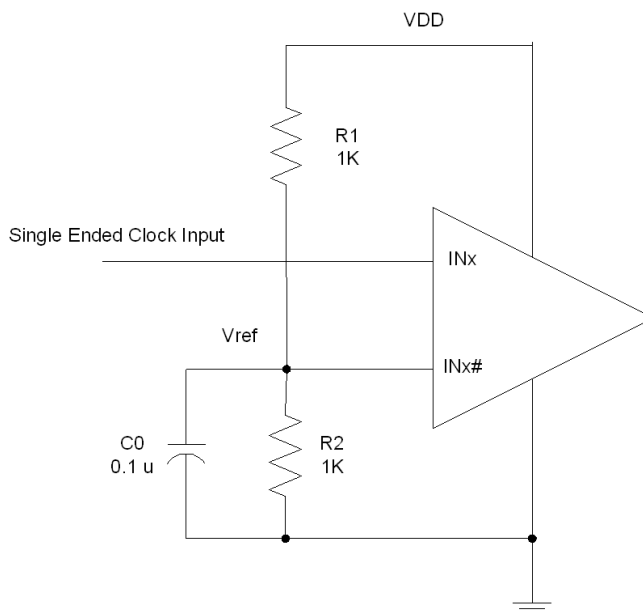 VDD
R1
1K
Single Ended Clock Input
INx
Vref
INx#
C0
0.1 u
R2
1K